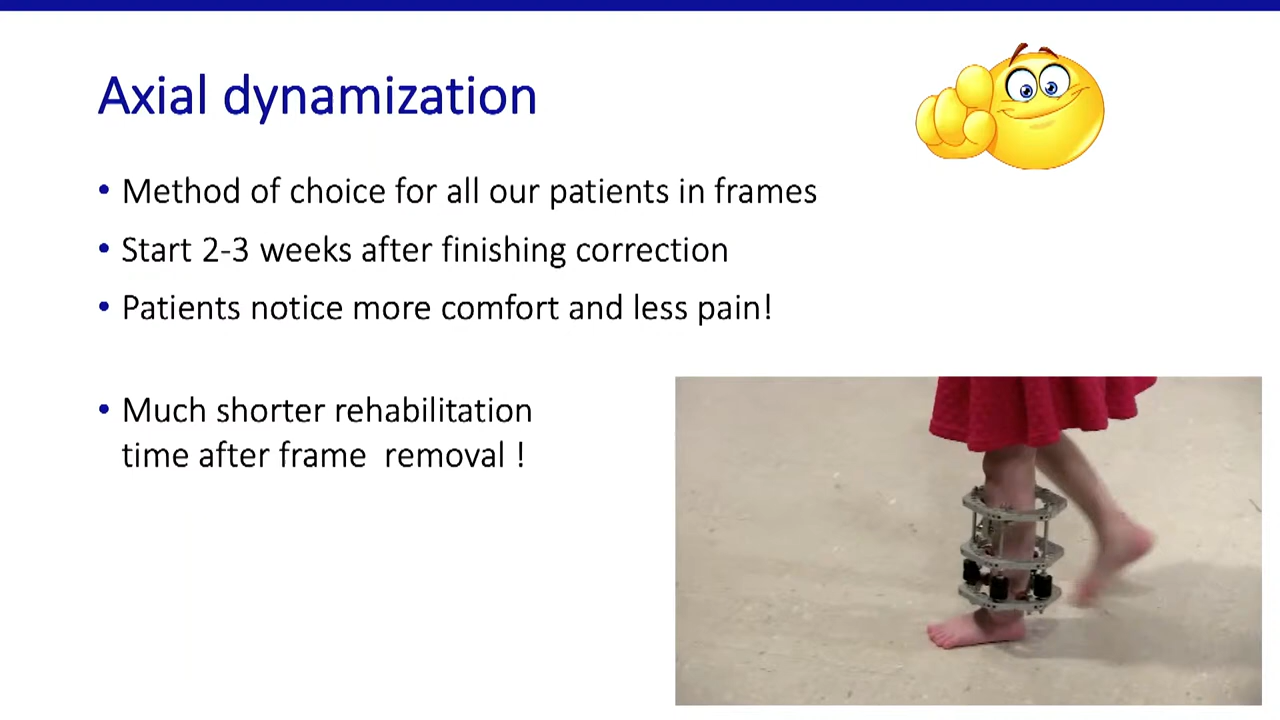 Axial dynamization
• Method of choice for all our patients in frames
• Start 2-3 weeks after finishing correction
• Patients notice more comfort and less pain!
• Much shorter rehabilitation
time after frame  removal !